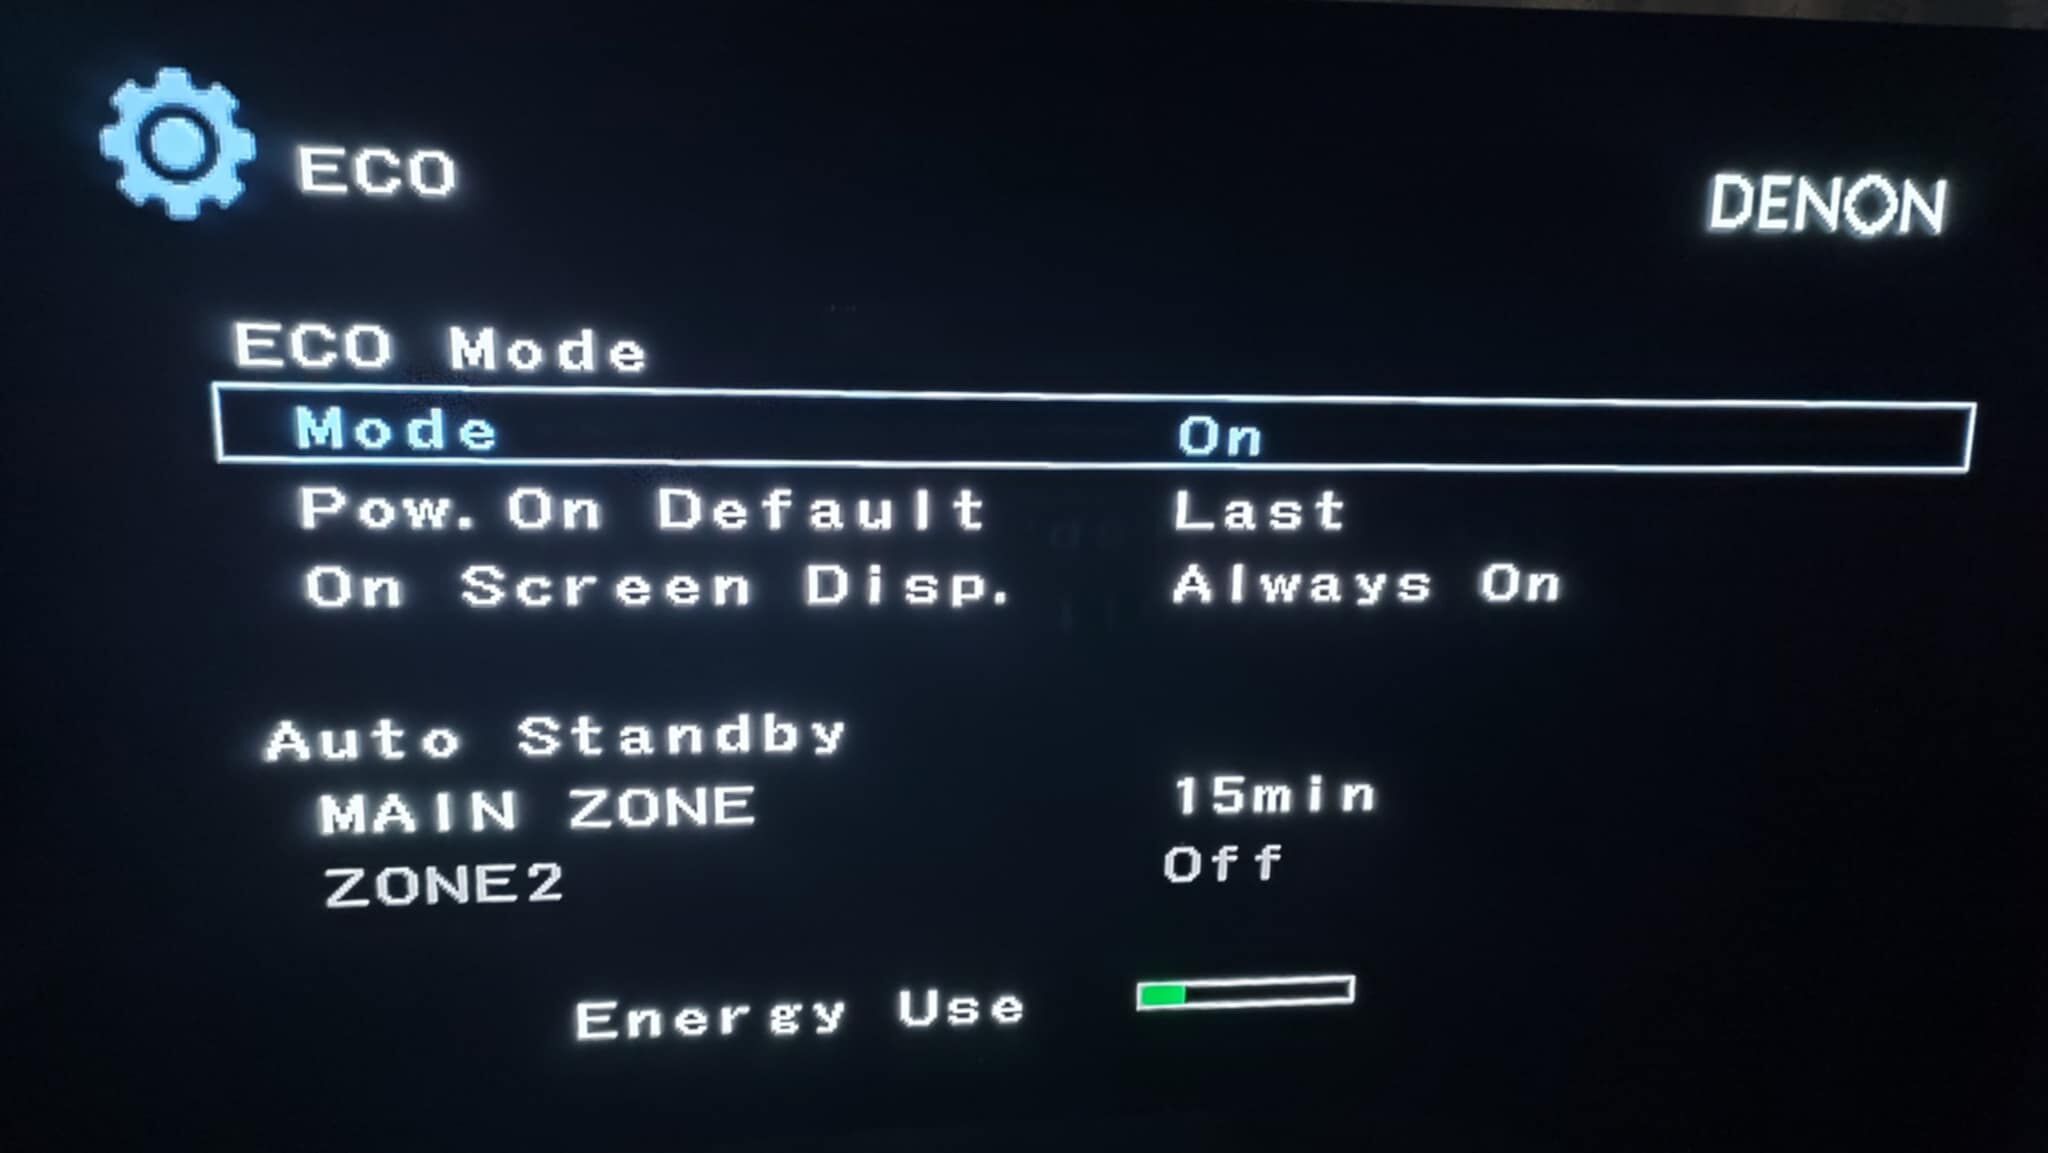 ECO
DENON
ECO Mode
Mode On
Pow.On Default Last
On Screen Disp. Always On
Auto Standby
MAIN ZONE 15min
ZONE2 Off
Energy Use